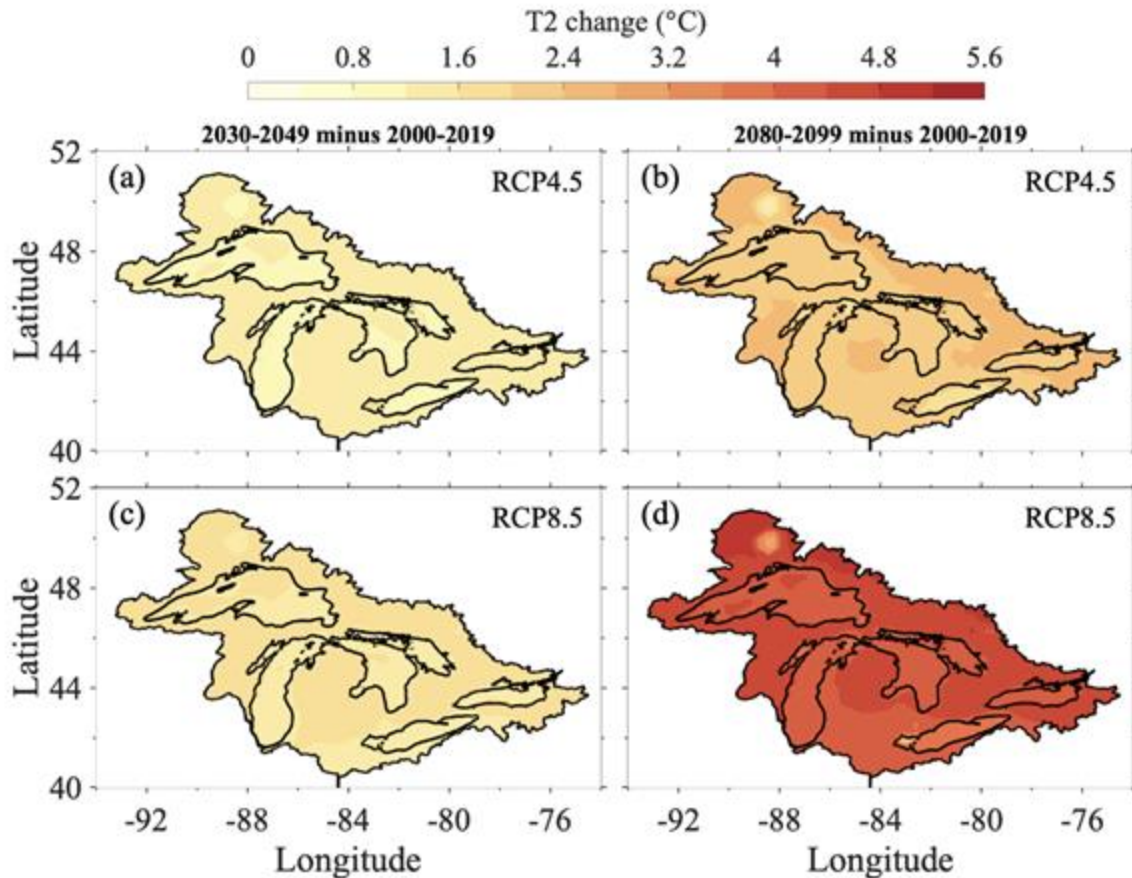 T2 change (°C)
0 0.8 1.6 2.4 3.2 4 4.8 5.6
2030-2049 minus 2000-2019 2080-2099 minus 2000-2019
52
(a) RCP4.5 (b) RCP4.5
48
Latitude
44
40
52
(c) RCP8.5 (d) RCP8.5
48
Latitude
44
40
-92 -88 -84 -80 -76 -92 -88 -84 -80 -76
Longitude Longitude